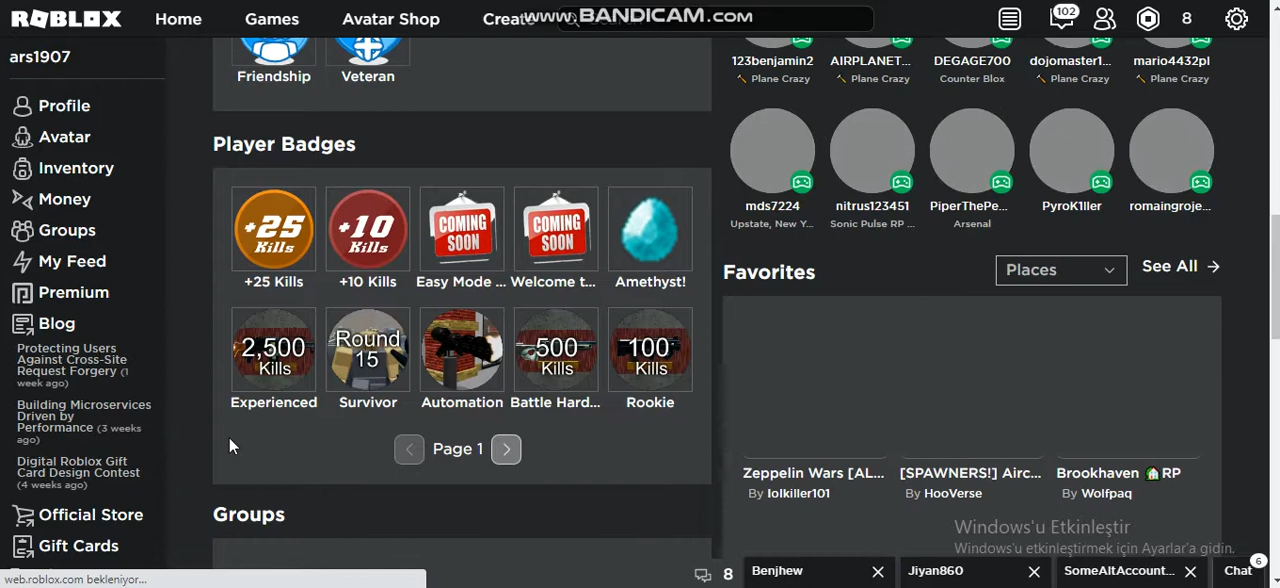 ROBLOX Home Games Avatar Shop Create www.BANDICAM.com 102 8
ars1907
Profile
Avatar
Inventory
Money
Groups
My Feed
Premium
Blog
Protecting Users
Against Cross-Site
Request Forgery (1
week ago)
Building Microservices
Driven by
Performance (3 weeks
ago)
Digital Roblox Gift
Card Design Contest
(4 weeks ago)
Official Store
Gift Cards
web.roblox.com bekleniyor...
Friendship Veteran
Player Badges
+25 Kills +10 Kills COMING SOON COMING SOON
+25 Kills +10 Kills Easy Mode ... Welcome t... Amethyst!
2,500 Kills Round 15 500 Kills 100 Kills
Experienced Survivor Automation Battle Hard... Rookie
Page 1
Groups
123benjamin2 AIRPLANET... DEGAGE700 dojomaster1... mario4432pl
Plane Crazy Plane Crazy Counter Blox Plane Crazy Plane Crazy
mds7224 nitrus123451 PiperThePe... PyroK1ller romaingroje...
Upstate, New Y... Sonic Pulse RP ... Arsenal
Favorites Places See All
Zeppelin Wars [AL... [SPAWNERS!] Airc... Brookhaven 🏡RP
By lolkiller101 By HooVerse By Wolfpaq
Windows'u Etkinleştir
Windows'u etkinleştirmek için Ayarlar'a gidin.
8 Benjhew Jiyan860 SomeAltAccount... Chat 6